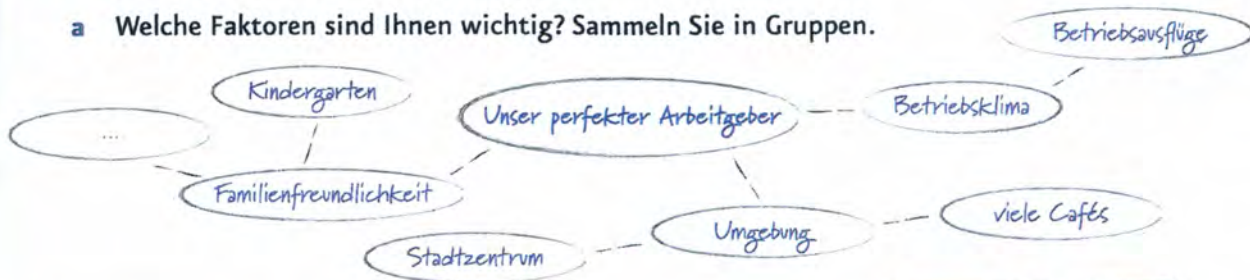 a Welche Faktoren sind Ihnen wichtig? Sammeln Sie in Gruppen.
Betriebsausflüge
Kindergarten
Unser perfekter Arbeitgeber
Betriebsklima
....
Familienfreundlichkeit
Umgebung
viele Cafés
Stadtzentrum